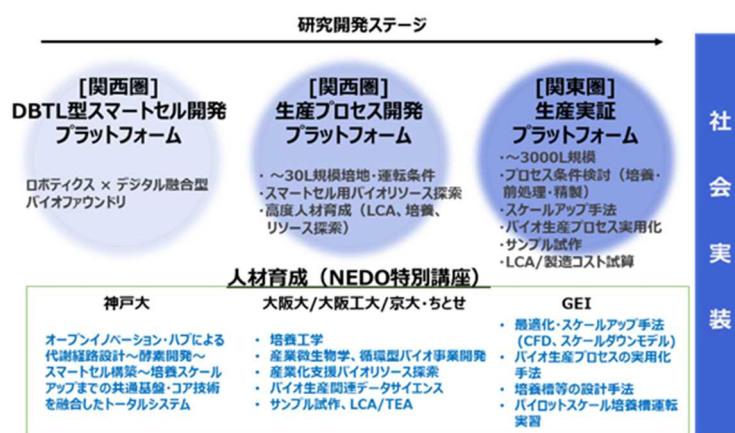 研究開発ステージ
[関西圏]
DBTL型スマートセル開発
プラットフォーム
ロボティクス × デジタル融合型
バイオファウンドリ
[関西圏]
生産プロセス開発
プラットフォーム
・ ～30L規模培地・運転条件
・スマートセル用バイオリソース探索
・高度人材育成（LCA、培養、
リソース探索）
[関東圏]
生産実証
プラットフォーム
・～3000L規模
・プロセス条件検討（培養・
前処理・精製）
・スケールアップ手法
・バイオ生産プロセス実用化
・サンプル試作
・LCA/製造コスト試算
社会実装
人材育成（NEDO特別講座）
神戸大
オープンイノベーション・ハブによる
代謝経路設計～酵素開発～
スマートセル構築～培養スケール
アップまでの共通基盤・コア技術
を融合したトータルシステム
大阪大/大阪工大/京大・ちとせ
• 培養工学
• 産業微生物学、循環型バイオ事業開発
• 産業化支援バイオリソース探索
• バイオ生産関連データサイエンス
• サンプル試作、LCA/TEA
GEI
• 最適化・スケールアップ手法
(CFD、スケールダウンモデル)
• バイオ生産プロセスの実用化
手法
• 培養槽等の設計手法
• パイロットスケール培養槽運転
実習